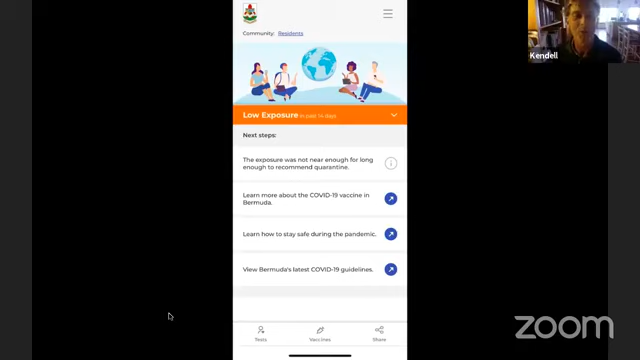 Community: Residents
Kendell
Low Exposure in past 14 days
Next steps:
The exposure was not near enough for long
enough to recommend quarantine.
Learn more about the COVID-19 vaccine in
Bermuda.
Learn how to stay safe during the pandemic.
View Bermuda's latest COVID-19 guidelines.
Tests
Vaccines
Share
zoom